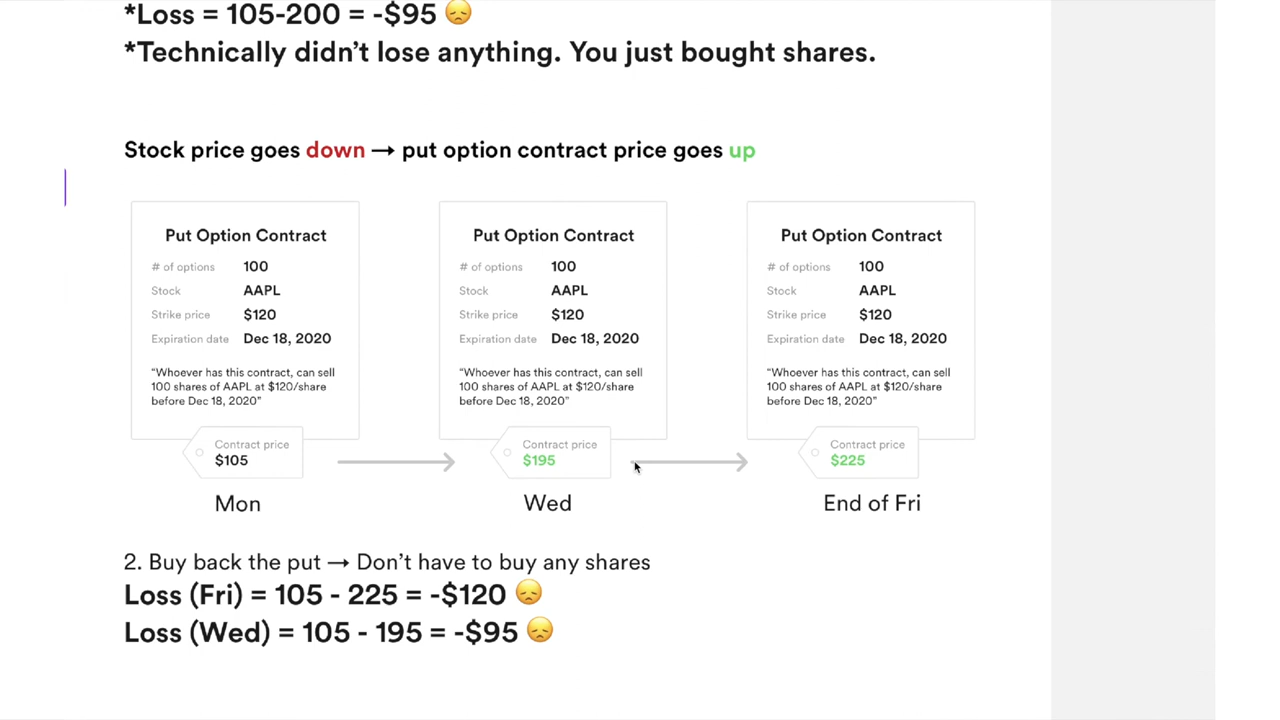 *Loss = 105-200 = -$95 😞
*Technically didn’t lose anything. You just bought shares.
Stock price goes down → put option contract price goes up
Put Option Contract
# of options 100
Stock AAPL
Strike price $120
Expiration date Dec 18, 2020
“Whoever has this contract, can sell
100 shares of AAPL at $120/share
before Dec 18, 2020”
Contract price
$105
Mon
Put Option Contract
# of options 100
Stock AAPL
Strike price $120
Expiration date Dec 18, 2020
“Whoever has this contract, can sell
100 shares of AAPL at $120/share
before Dec 18, 2020”
Contract price
$195
Wed
Put Option Contract
# of options 100
Stock AAPL
Strike price $120
Expiration date Dec 18, 2020
“Whoever has this contract, can sell
100 shares of AAPL at $120/share
before Dec 18, 2020”
Contract price
$225
End of Fri
2. Buy back the put → Don’t have to buy any shares
Loss (Fri) = 105 - 225 = -$120 😞
Loss (Wed) = 105 - 195 = -$95 😞